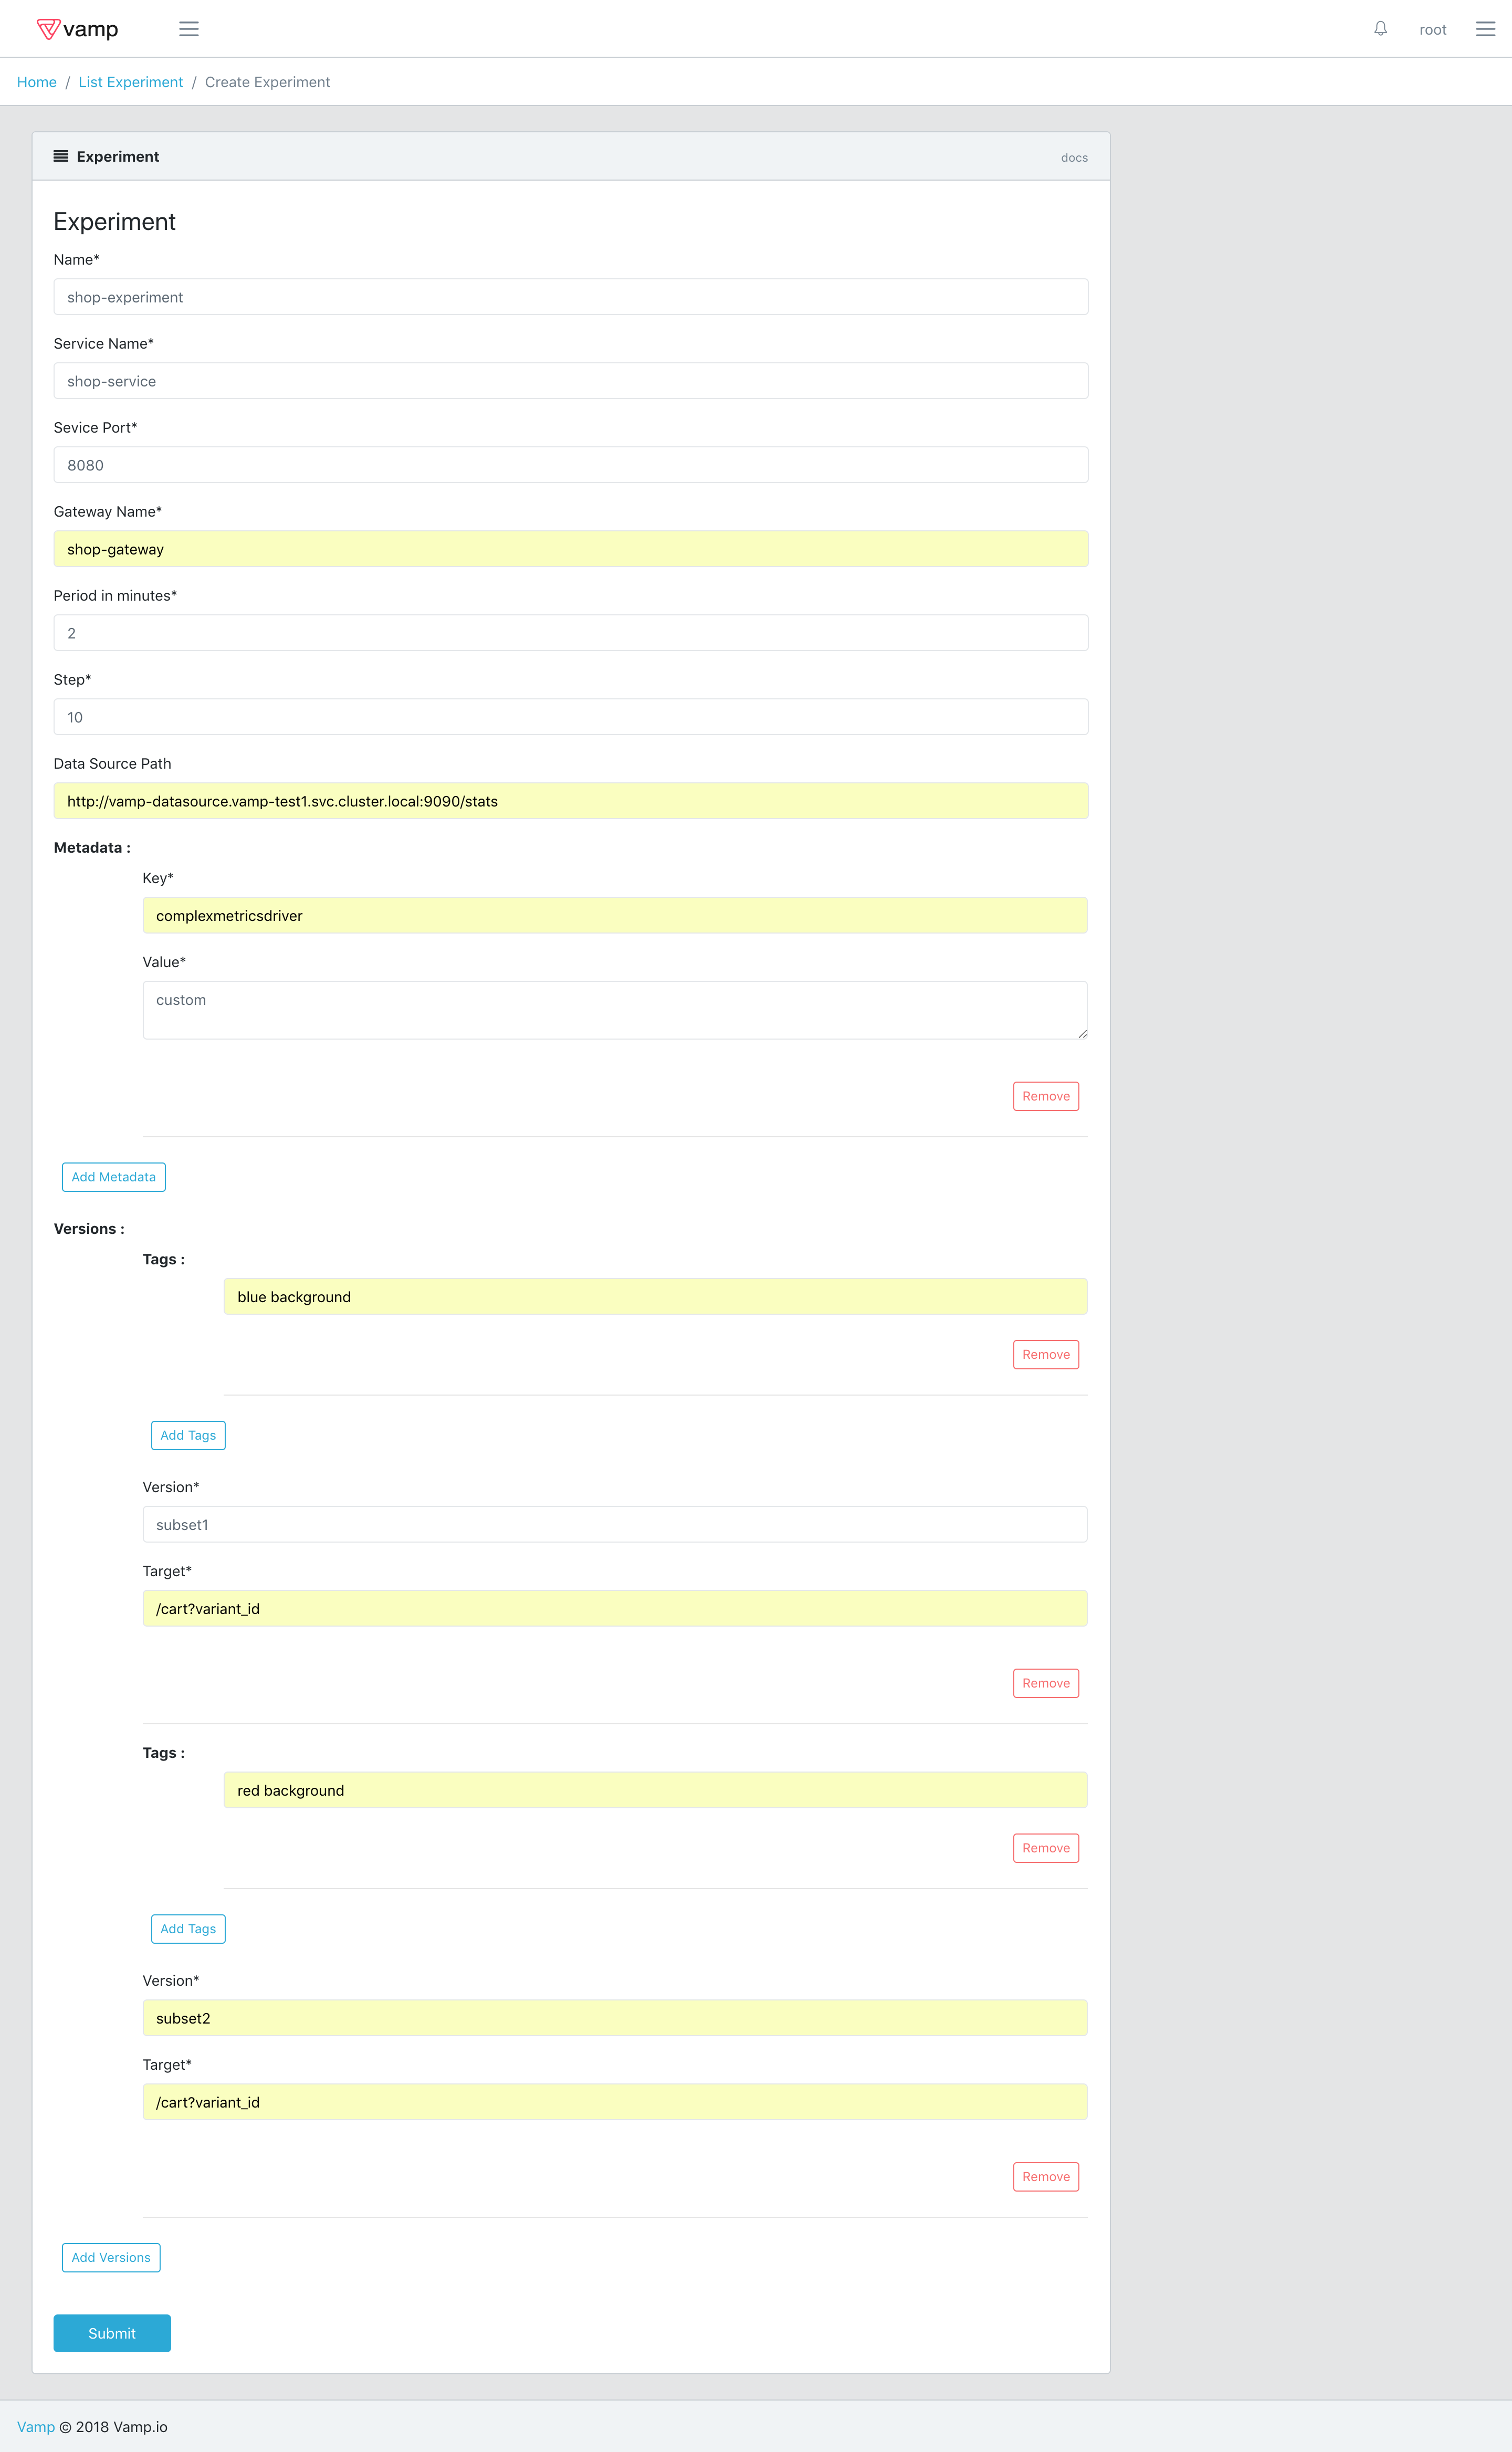 vamp
root
Home / List Experiment / Create Experiment
Experiment docs
Experiment
Name*
shop-experiment
Service Name*
shop-service
Sevice Port*
8080
Gateway Name*
shop-gateway
Period in minutes*
2
Step*
10
Data Source Path
http://vamp-datasource.vamp-test1.svc.cluster.local:9090/stats
Metadata :
Key*
complexmetricsdriver
Value*
custom
Remove
Add Metadata
Versions :
Tags :
blue background
Remove
Add Tags
Version*
subset1
Target*
/cart?variant_id
Remove
Tags :
red background
Remove
Add Tags
Version*
subset2
Target*
/cart?variant_id
Remove
Add Versions
Submit
Vamp © 2018 Vamp.io